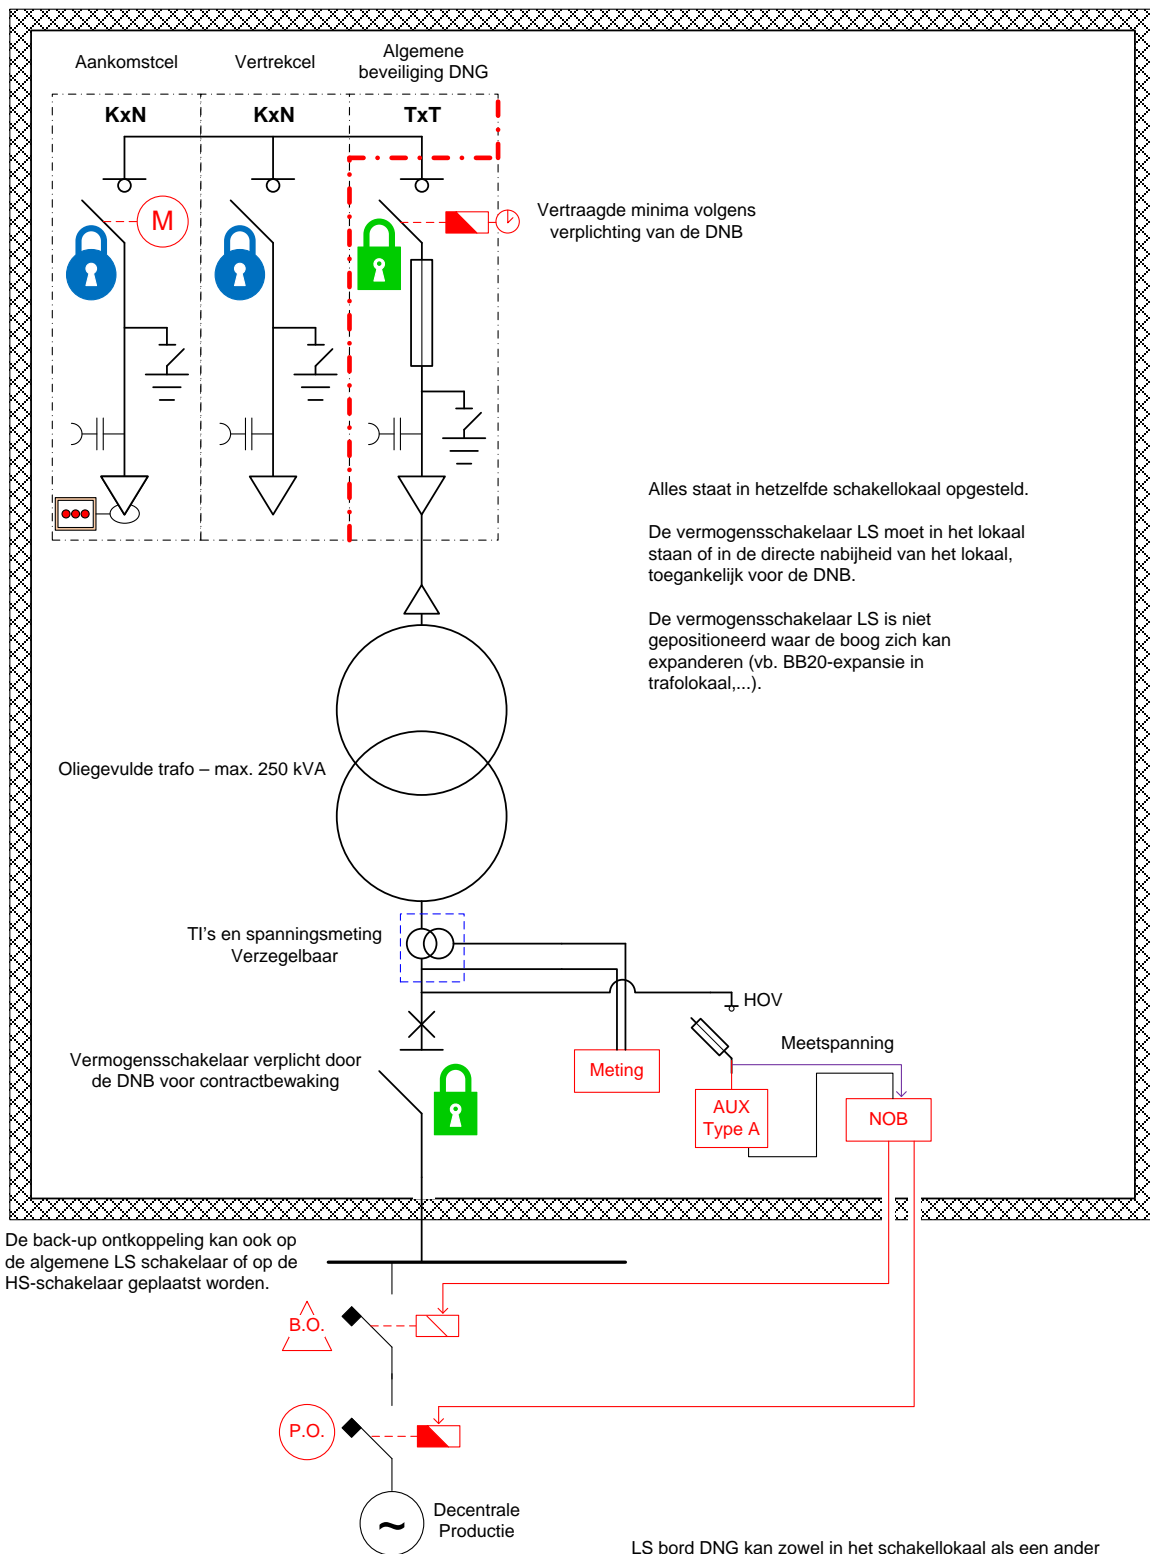 Aankomstcel
Vertrekcel
Algemene
beveiliging DNG
KxN
KxN
TxT
M
Vertraagde minima volgens
verplichting van de DNB
Alles staat in hetzelfde schakellokaal opgesteld.
De vermogensschakelaar LS moet in het lokaal
staan of in de directe nabijheid van het lokaal,
toegankelijk voor de DNB.
De vermogensschakelaar LS is niet
gepositioneerd waar de boog zich kan
expanderen (vb. BB20-expansie in
trafolokaal,...).
Oliegevulde trafo – max. 250 kVA
TI's en spanningsmeting
Verzegelbaar
HOV
Meetspanning
Vermogensschakelaar verplicht door
de DNB voor contractbewaking
Meting
AUX
Type A
NOB
De back-up ontkoppeling kan ook op
de algemene LS schakelaar of op de
HS-schakelaar geplaatst worden.
B.O.
P.O.
~
Decentrale
Productie
LS bord DNG kan zowel in het schakellokaal als een ander